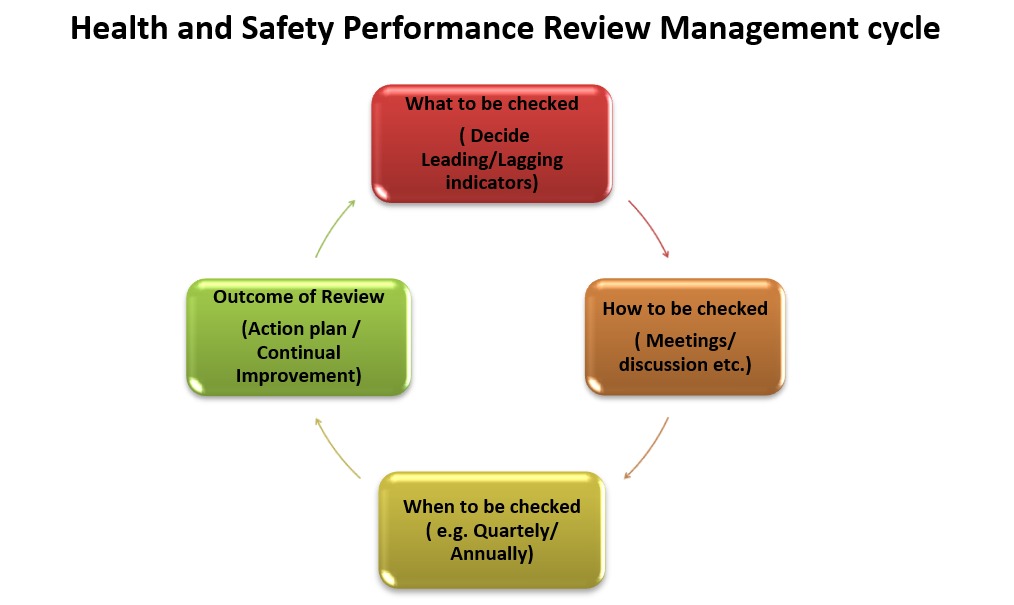 Health and Safety Performance Review Management cycle
What to be checked
( Decide
Leading/Lagging
indicators)
How to be checked
( Meetings/
discussion etc.)
When to be checked
( e.g. Quartely/
Annually)
Outcome of Review
(Action plan /
Continual
Improvement)